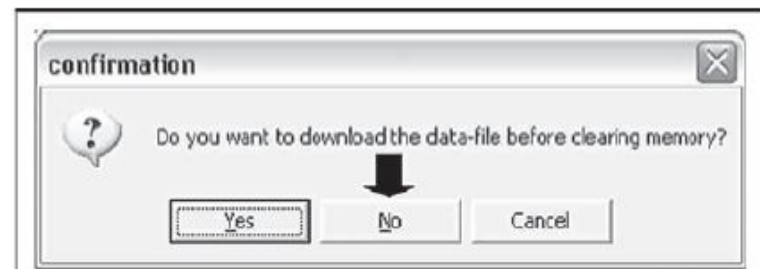 confirmation
?
Do you want to download the data-file before clearing memory?
Yes No Cancel